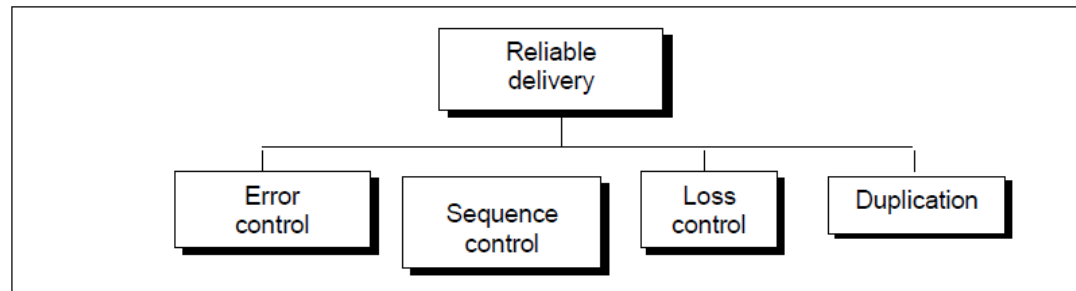 Reliable
delivery
Error
control
Sequence
control
Loss
control
Duplication